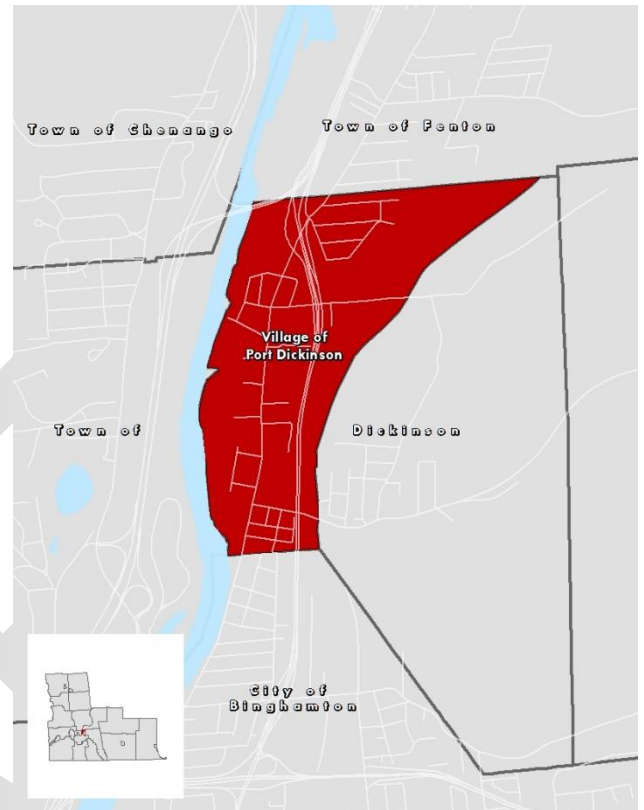 Town of Chenango
Town of Fenton
Village of
Port Dickinson
Town of
Dickinson
City of
Binghamton